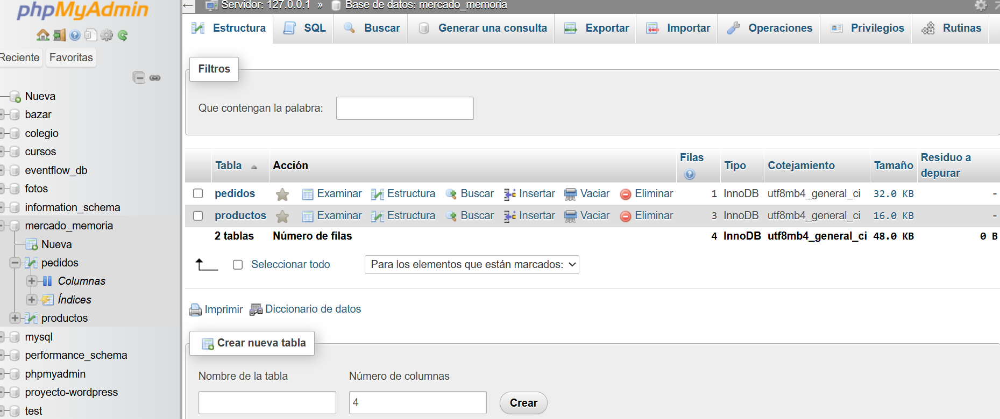 phpMyAdmin
Reciente Favoritas
Nueva
bazar
colegio
cursos
eventflow_db
fotos
information_schema
mercado_memoria
Nueva
pedidos
Columnas
Índices
productos
mysql
performance_schema
phpmyadmin
proyecto-wordpress
test
Servidor: 127.0.0.1 » Base de datos: mercado_memoria
Estructura SQL Buscar Generar una consulta Exportar Importar Operaciones Privilegios Rutinas
Filtros
Que contengan la palabra:
Tabla Acción Filas Tipo Cotejamiento Tamaño Residuo a depurar
pedidos Examinar Estructura Buscar Insertar Vaciar Eliminar 1 InnoDB utf8mb4_general_ci 32.0 KB -
productos Examinar Estructura Buscar Insertar Vaciar Eliminar 3 InnoDB utf8mb4_general_ci 16.0 KB -
2 tablas Número de filas 4 InnoDB utf8mb4_general_ci 48.0 KB 0 B
Seleccionar todo Para los elementos que están marcados:
Imprimir Diccionario de datos
Crear nueva tabla
Nombre de la tabla Número de columnas
4 Crear